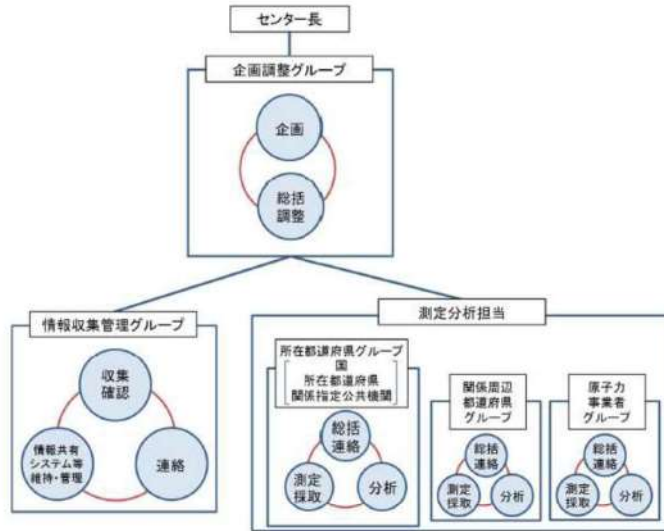 センター長
企画調整グループ
企画
総括
調整
情報収集管理グループ
収集
確認
情報共有
システム等
維持・管理
連絡
測定分析担当
所在都道府県グループ
国
所在都道府県
関係指定公共機関
総括
連絡
測定
採取
分析
関係周辺
都道府県
グループ
総括
連絡
測定
採取
分析
原子力
事業者
グループ
総括
連絡
測定
採取
分析